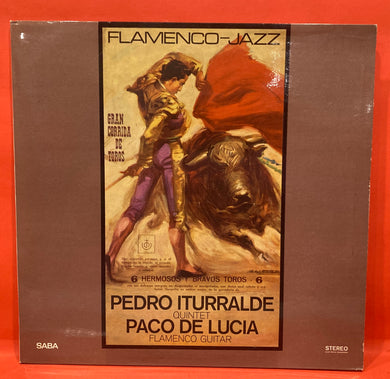 FLAMENCO-JAZZ
GRAN
CORRIDA
DE
TOROS
6 HERMOSOS Y BRAVOS TOROS 6
PEDRO ITURRALDE
QUINTET
PACO DE LUCIA
FLAMENCO GUITAR
SABA
STEREO